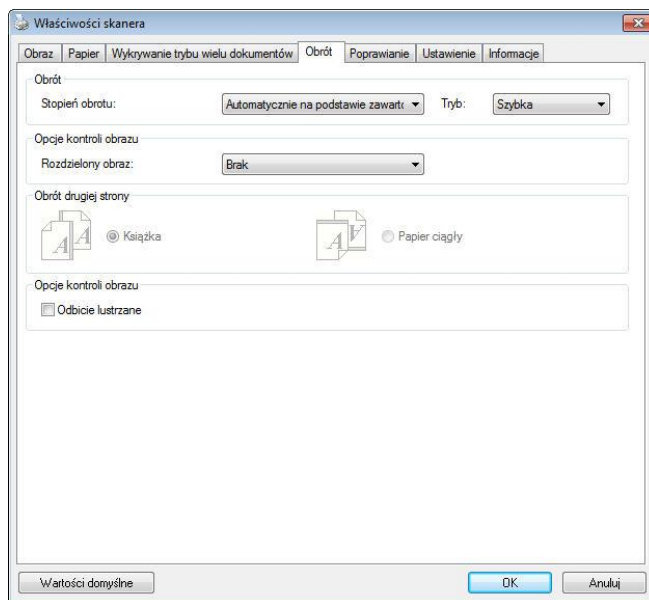 Właściwości skanera
Obraz Papier Wykrywanie trybu wielu dokumentów Obrót Poprawianie Ustawienie Informacje
Obrót
Stopień obrotu: Automatycznie na podstawie zawartc Tryb: Szybka
Opcje kontroli obrazu
Rozdzielony obraz: Brak
Obrót drugiej strony
A A Książka A A Papier ciągły
Opcje kontroli obrazu
Odbicie lustrzane
Wartości domyślne OK Anuluj